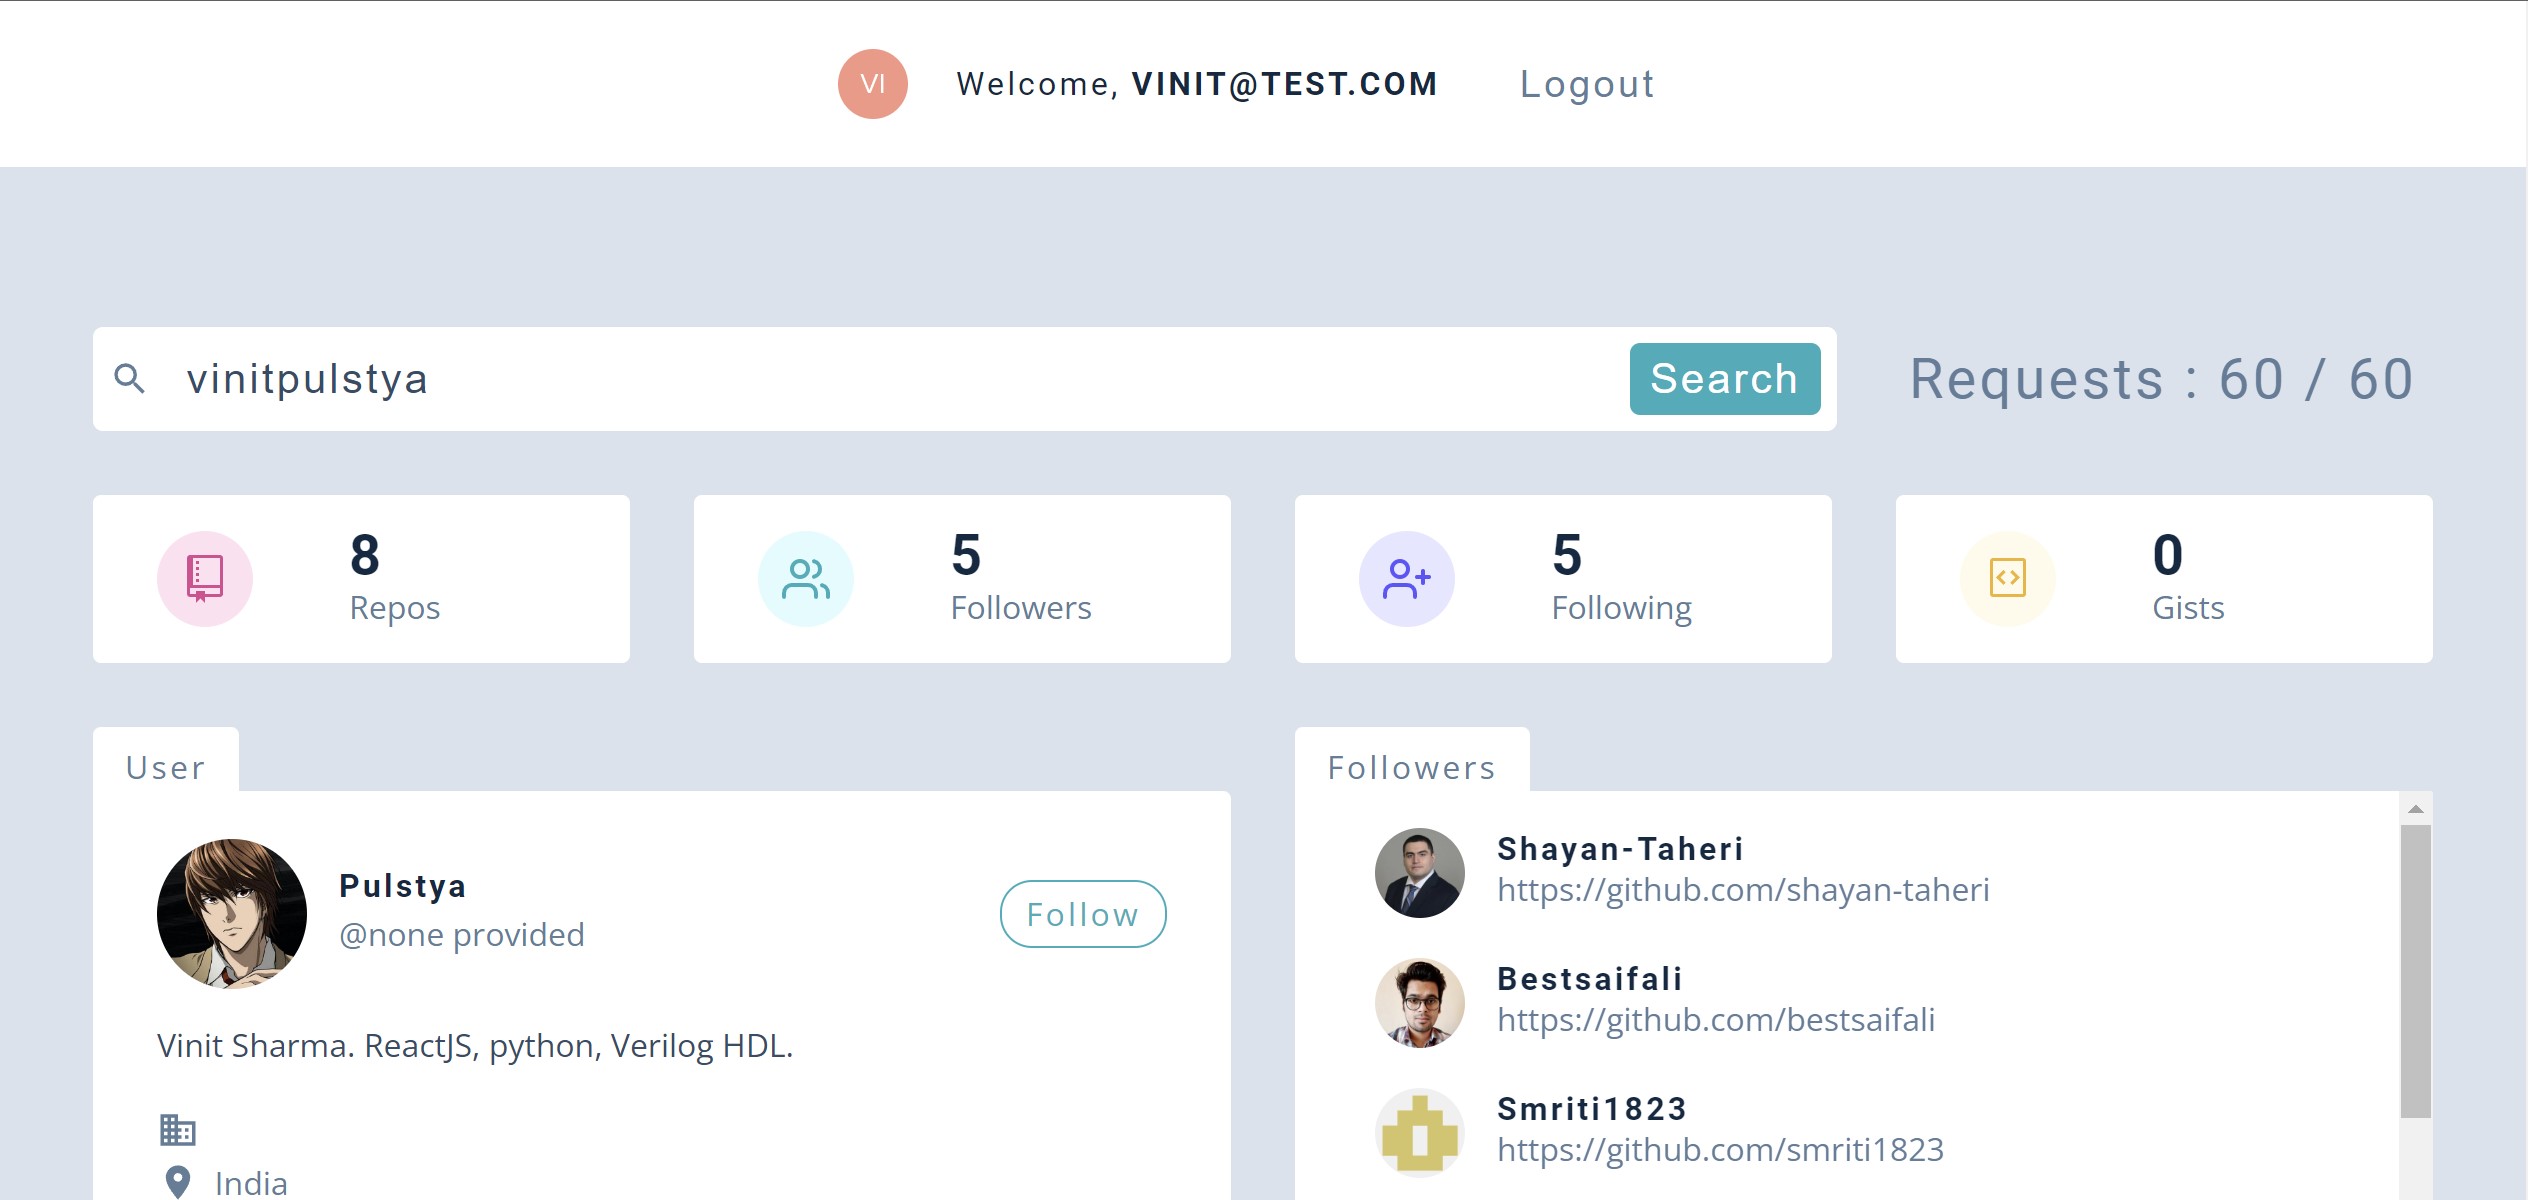 VI Welcome, VINIT@TEST.COM Logout
vinitpulstya Search Requests : 60 / 60
8 5 5 0
Repos Followers Following Gists
User
Pulstya
@none provided
Follow
Vinit Sharma. ReactJS, python, Verilog HDL.
India
Followers
Shayan-Taheri
https://github.com/shayan-taheri
Bestsaifali
https://github.com/bestsaifali
Smriti1823
https://github.com/smriti1823